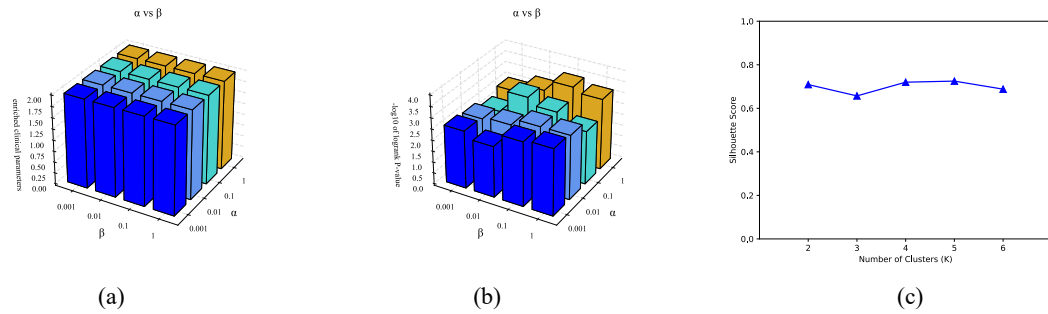 α vs β
enriched clinical parameters
2.00
1.75
1.50
1.25
1.00
0.75
0.50
0.25
0.00
0.001
0.01
0.1
1
β
0.001
0.01
0.1
1
α
(a)
α vs β
-log10 of logrank P-value
4.0
3.5
3.0
2.5
2.0
1.5
1.0
0.5
0.0
0.001
0.01
0.1
1
β
0.001
0.01
0.1
1
α
(b)
Silhouette Score
1.0
0.8
0.6
0.4
0.2
0.0
2 3 4 5 6
Number of Clusters (K)
(c)